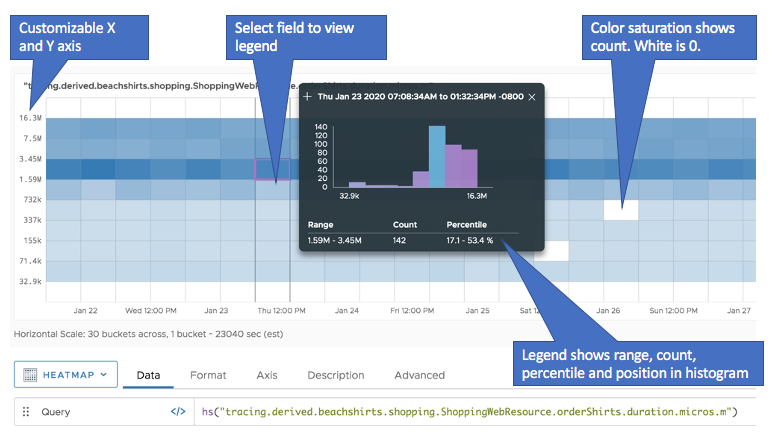 Customizable X
and Y axis
Select field to view
legend
Color saturation shows
count. White is 0.
"tracing.derived.beachshirts.shopping.ShoppingWebResource.
Thu Jan 23 2020 07:08:34AM to 01:32:34PM -0800
140
120
100
80
60
40
20
0
32.9k
16.3M
Range Count Percentile
1.59M - 3.45M 142 17.1 - 53.4 %
16.3M
7.5M
3.45M
1.59M
732k
337k
155k
71.4k
32.9k
Jan 22 Wed 12:00 PM Jan 23 Thu 12:00 PM Jan 24 Fri 12:00 PM Jan 25 Sat 12: Jan 26 Sun 12:00 PM Jan 27
Horizontal Scale: 30 buckets across, 1 bucket ~ 23040 sec (est)
Legend shows range, count,
percentile and position in histogram
HEATMAP Data Format Axis Description Advanced
Query </> hs("tracing.derived.beachshirts.shopping.ShoppingWebResource.orderShirts.duration.micros.m")